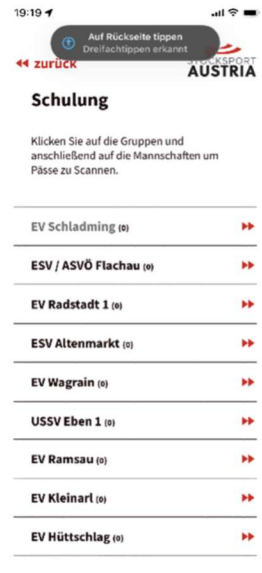 19:19
Auf Rückseite tippen
Dreifachtippen erkannt
zurück
STOCKSPORT
AUSTRIA
Schulung
Klicken Sie auf die Gruppen und
anschließend auf die Mannschaften um
Pässe zu Scannen.
EV Schladming (0)
ESV / ASVÖ Flachau (0)
EV Radstadt 1 (0)
ESV Altenmarkt (0)
EV Wagrain (0)
USSV Eben 1 (0)
EV Ramsau (0)
EV Kleinarl (0)
EV Hüttschlag (0)